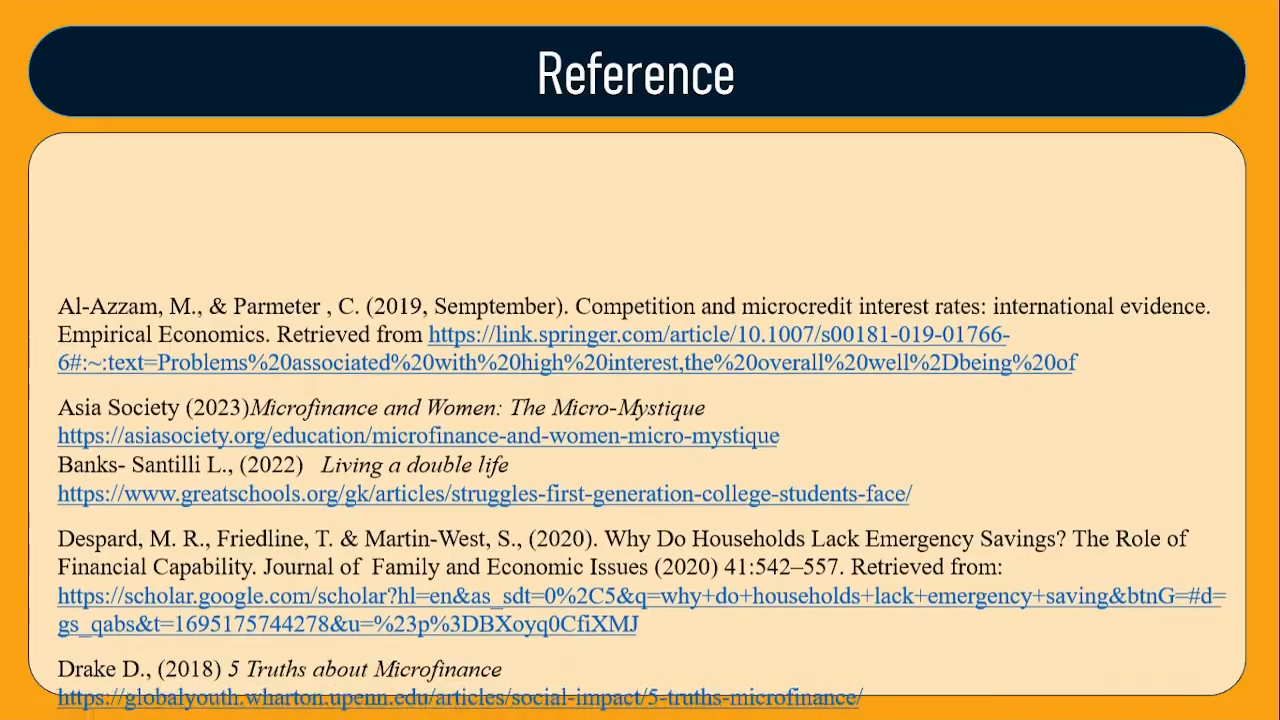 Reference
Al-Azzam, M., & Parmeter , C. (2019, Semptember). Competition and microcredit interest rates: international evidence.
Empirical Economics. Retrieved from https://link.springer.com/article/10.1007/s00181-019-01766-
6#:~:text=Problems%20associated%20with%20high%20interest,the%20overall%20well%2Dbeing%20of
Asia Society (2023)Microfinance and Women: The Micro-Mystique
https://asiasociety.org/education/microfinance-and-women-micro-mystique
Banks- Santilli L., (2022) Living a double life
https://www.greatschools.org/gk/articles/struggles-first-generation-college-students-face/
Despard, M. R., Friedline, T. & Martin-West, S., (2020). Why Do Households Lack Emergency Savings? The Role of
Financial Capability. Journal of Family and Economic Issues (2020) 41:542–557. Retrieved from:
https://scholar.google.com/scholar?hl=en&as_sdt=0%2C5&q=why+do+households+lack+emergency+saving&btnG=#d=
gs_qabs&t=1695175744278&u=%23p%3DBXoyq0CfiXMJ
Drake D., (2018) 5 Truths about Microfinance
https://globalyouth.wharton.upenn.edu/articles/social-impact/5-truths-microfinance/